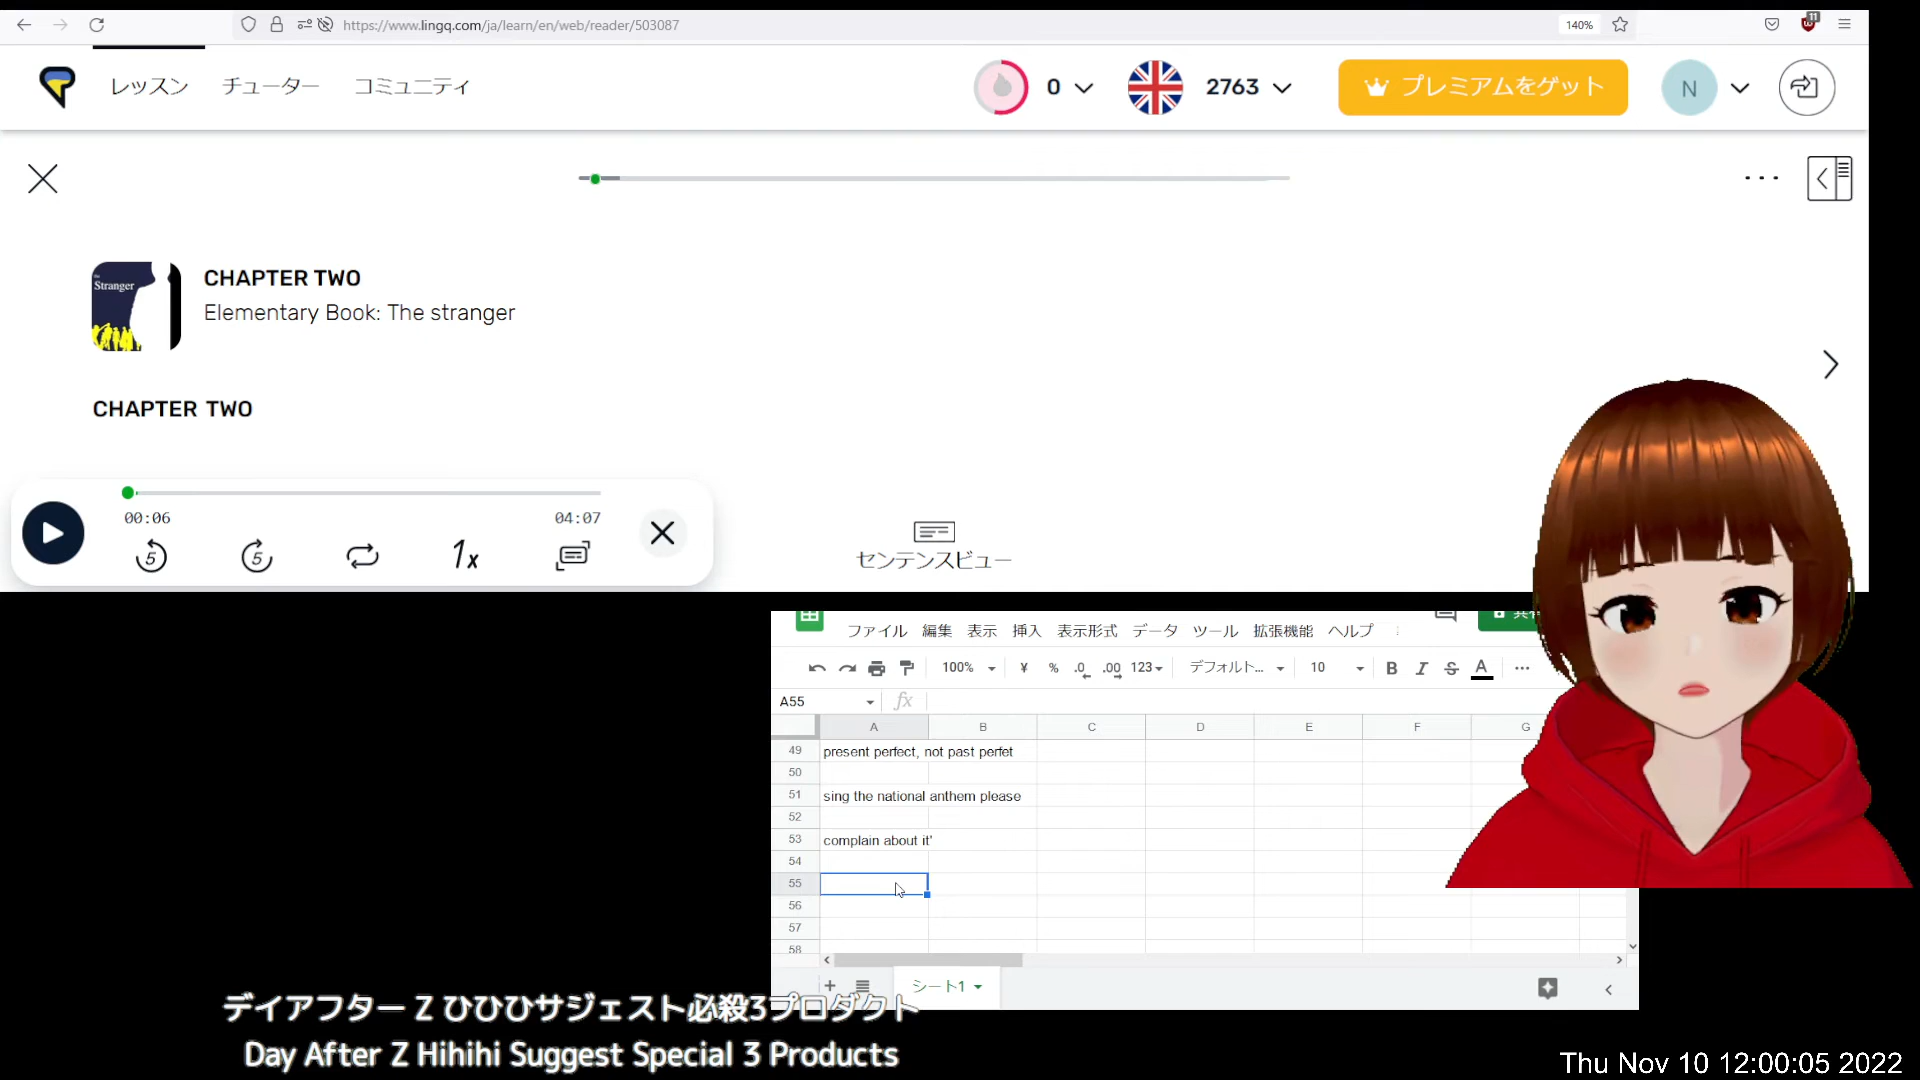 https://www.lingq.com/ja/learn/en/web/reader/503087
140%
11
レッスン
チューター
コミュニティ
0
2763
プレミアムをゲット
N
the
Stranger
CHAPTER TWO
Elementary Book: The stranger
CHAPTER TWO
00:06
04:07
5
5
1x
センテンスビュー
ファイル 編集 表示 挿入 表示形式 データ ツール 拡張機能 ヘルプ
100% ¥ % .0 .00 123 デフォルト... 10 B I S A
A55 fx
A B C D E F G
49 present perfect, not past perfet
50
51 sing the national anthem please
52
53 complain about it'
54
55
56
57
58
シート1
デイアフター Z ひひひサジェスト必殺3プロダクト
Day After Z Hihihi Suggest Special 3 Products
Thu Nov 10 12:00:05 2022